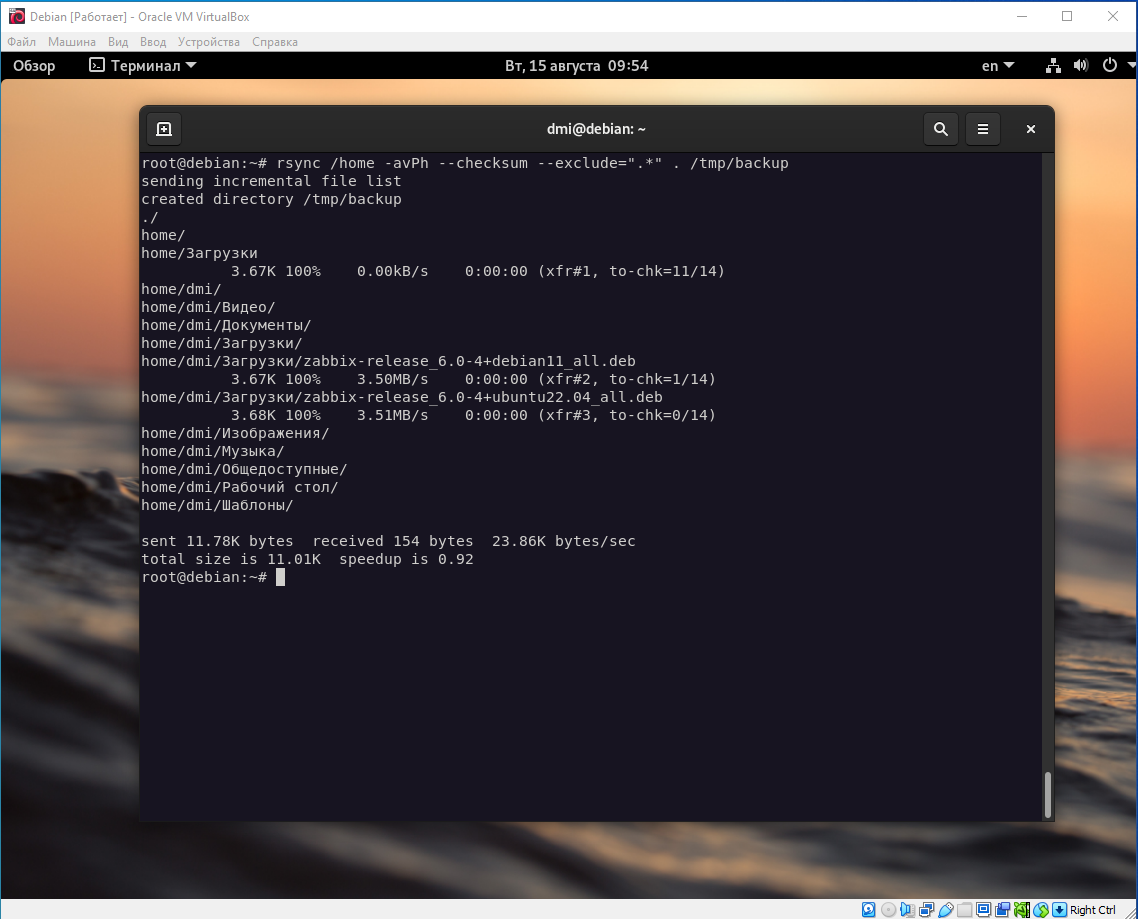 Debian [Работает] - Oracle VM VirtualBox
Файл Машина Вид Ввод Устройства Справка
Обзор Терминал Вт, 15 августа 09:54 en
dmi@debian: ~
root@debian:~# rsync /home -avPh --checksum --exclude=".*" . /tmp/backup
sending incremental file list
created directory /tmp/backup
./
home/
home/Загрузки
3.67K 100% 0.00kB/s 0:00:00 (xfr#1, to-chk=11/14)
home/dmi/
home/dmi/Видео/
home/dmi/Документы/
home/dmi/Загрузки/
home/dmi/Загрузки/zabbix-release_6.0-4+debian11_all.deb
3.67K 100% 3.50MB/s 0:00:00 (xfr#2, to-chk=1/14)
home/dmi/Загрузки/zabbix-release_6.0-4+ubuntu22.04_all.deb
3.68K 100% 3.51MB/s 0:00:00 (xfr#3, to-chk=0/14)
home/dmi/Изображения/
home/dmi/Музыка/
home/dmi/Общедоступные/
home/dmi/Рабочий стол/
home/dmi/Шаблоны/
sent 11.78K bytes received 154 bytes 23.86K bytes/sec
total size is 11.01K speedup is 0.92
root@debian:~#
Right Ctrl